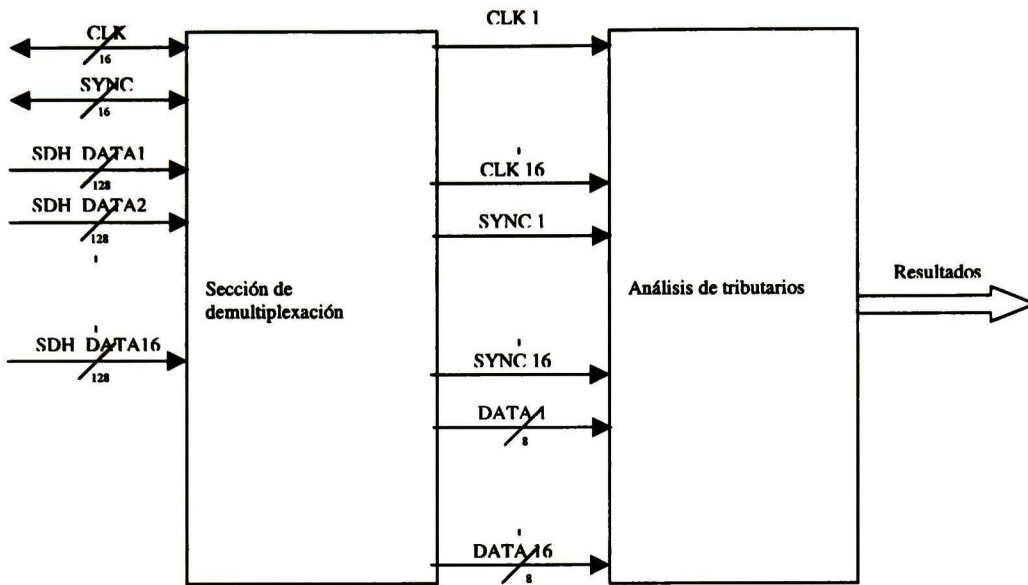 CLK
16
SYNC
16
SDH DATA1
128
SDH DATA2
128
SDH DATA16
128
Sección de
demultiplexación
CLK 1
CLK 16
SYNC 1
SYNC 16
DATA 1
8
DATA 16
8
Análisis de tributarios
Resultados